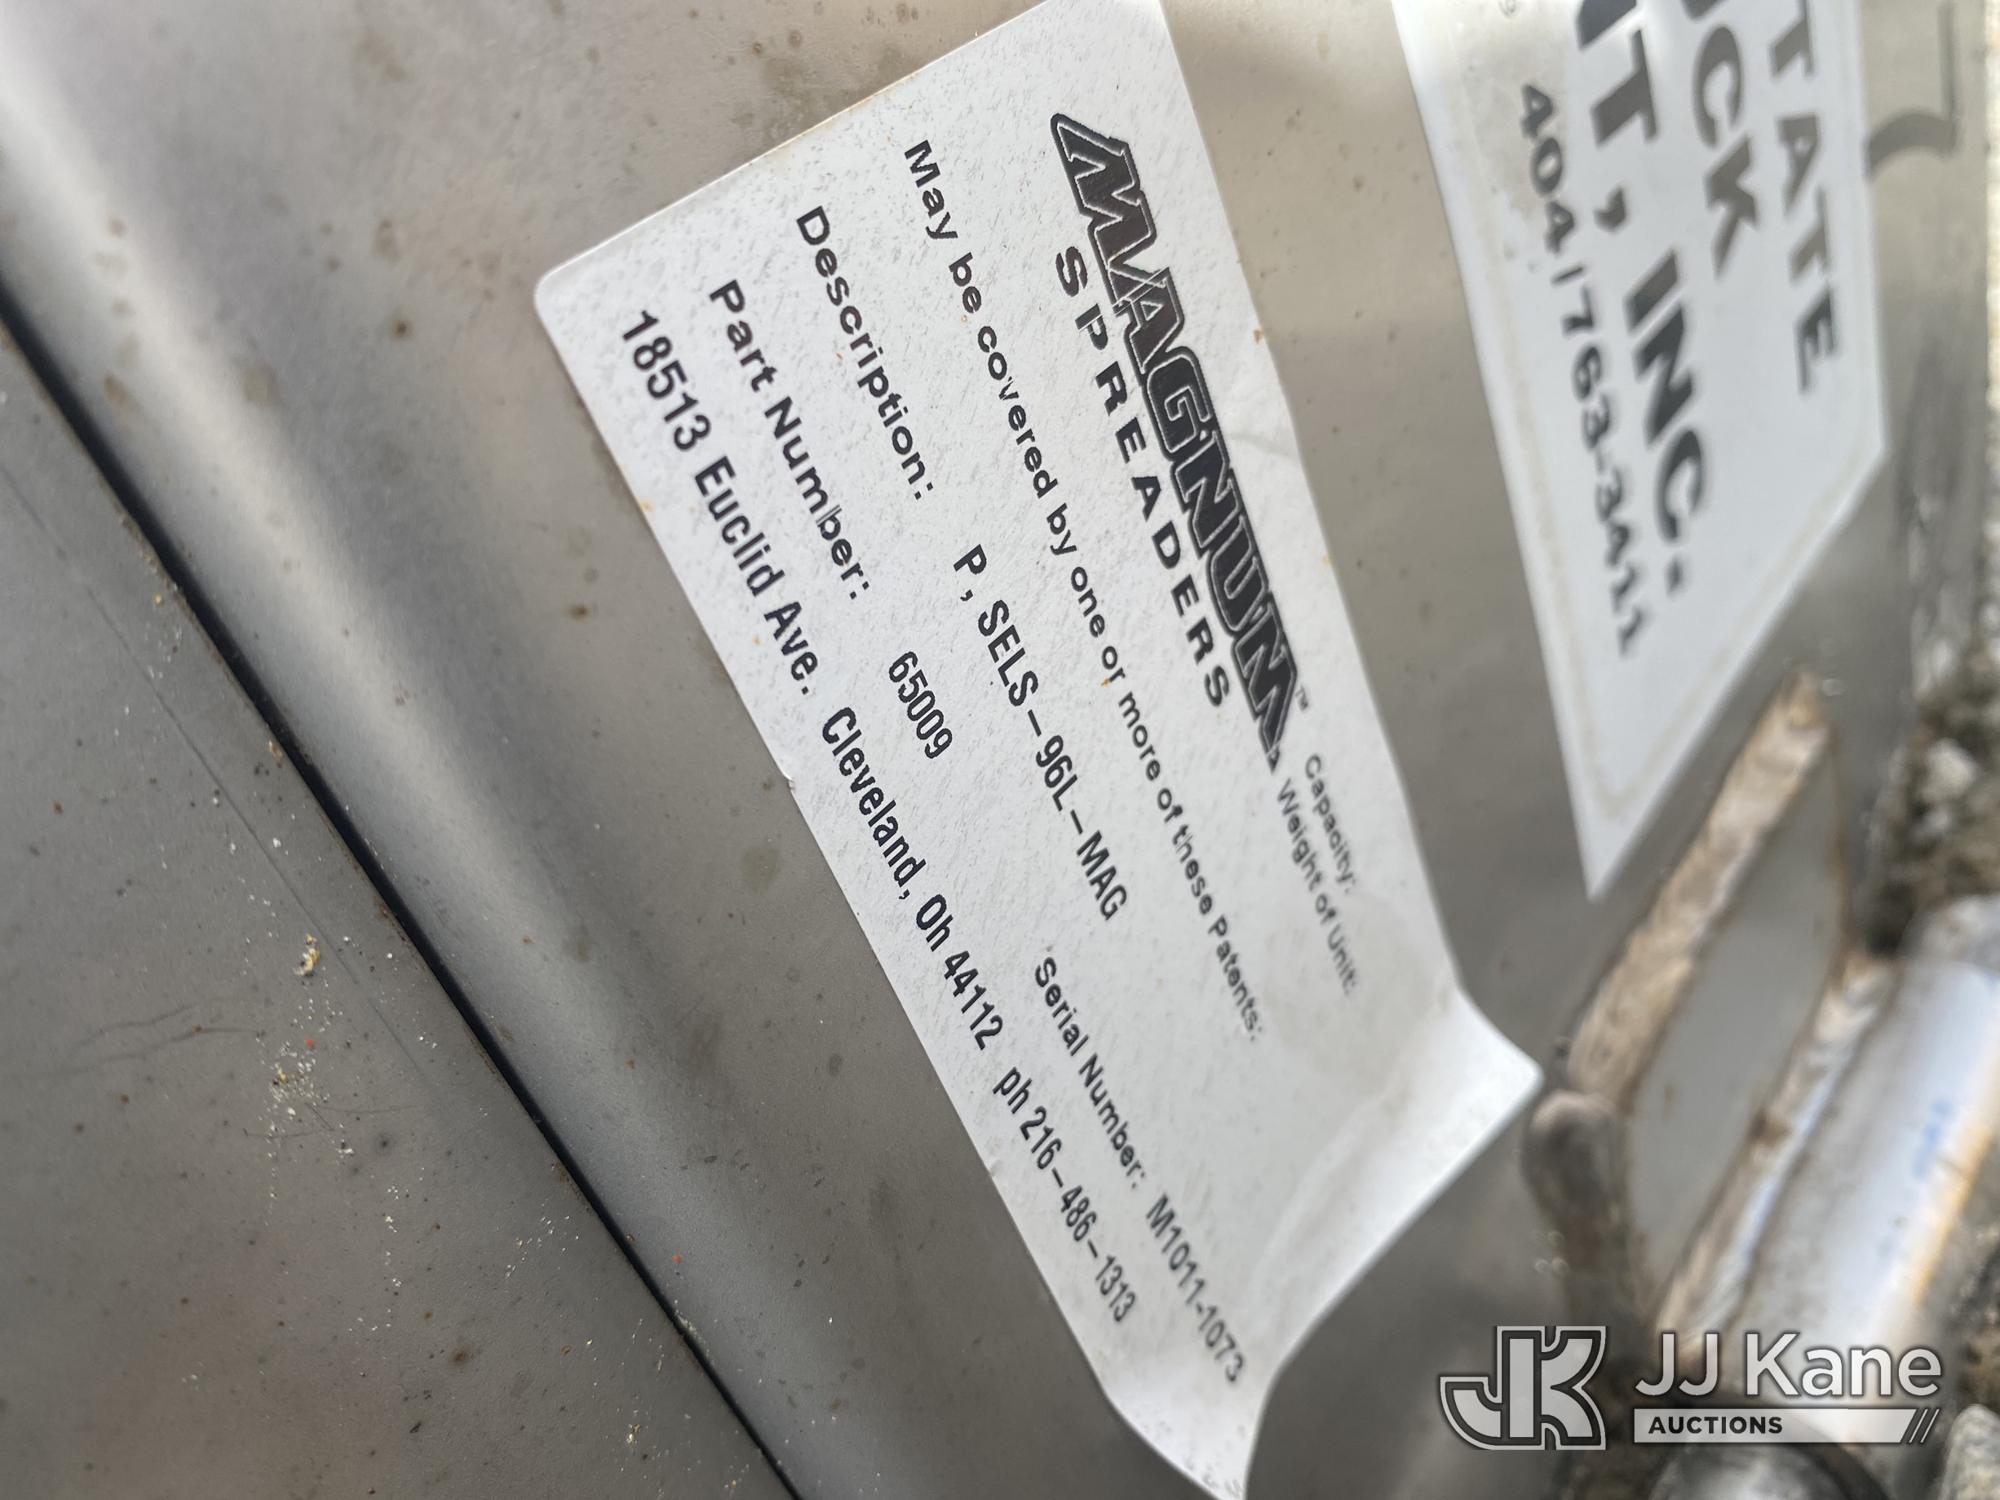 MAGNUM™
SPREADERS
Capacity:
Weight of Unit:
May be covered by one or more of these Patents:
Description: P, SELS-96L-MAG
Serial Number: M1011-1073
Part Number: 65009
18513 Euclid Ave. Cleveland, Oh 44112 ph 216-486-1313
TATE
CK
NT, INC.
404/763-3411
JK
JJ Kane
AUCTIONS